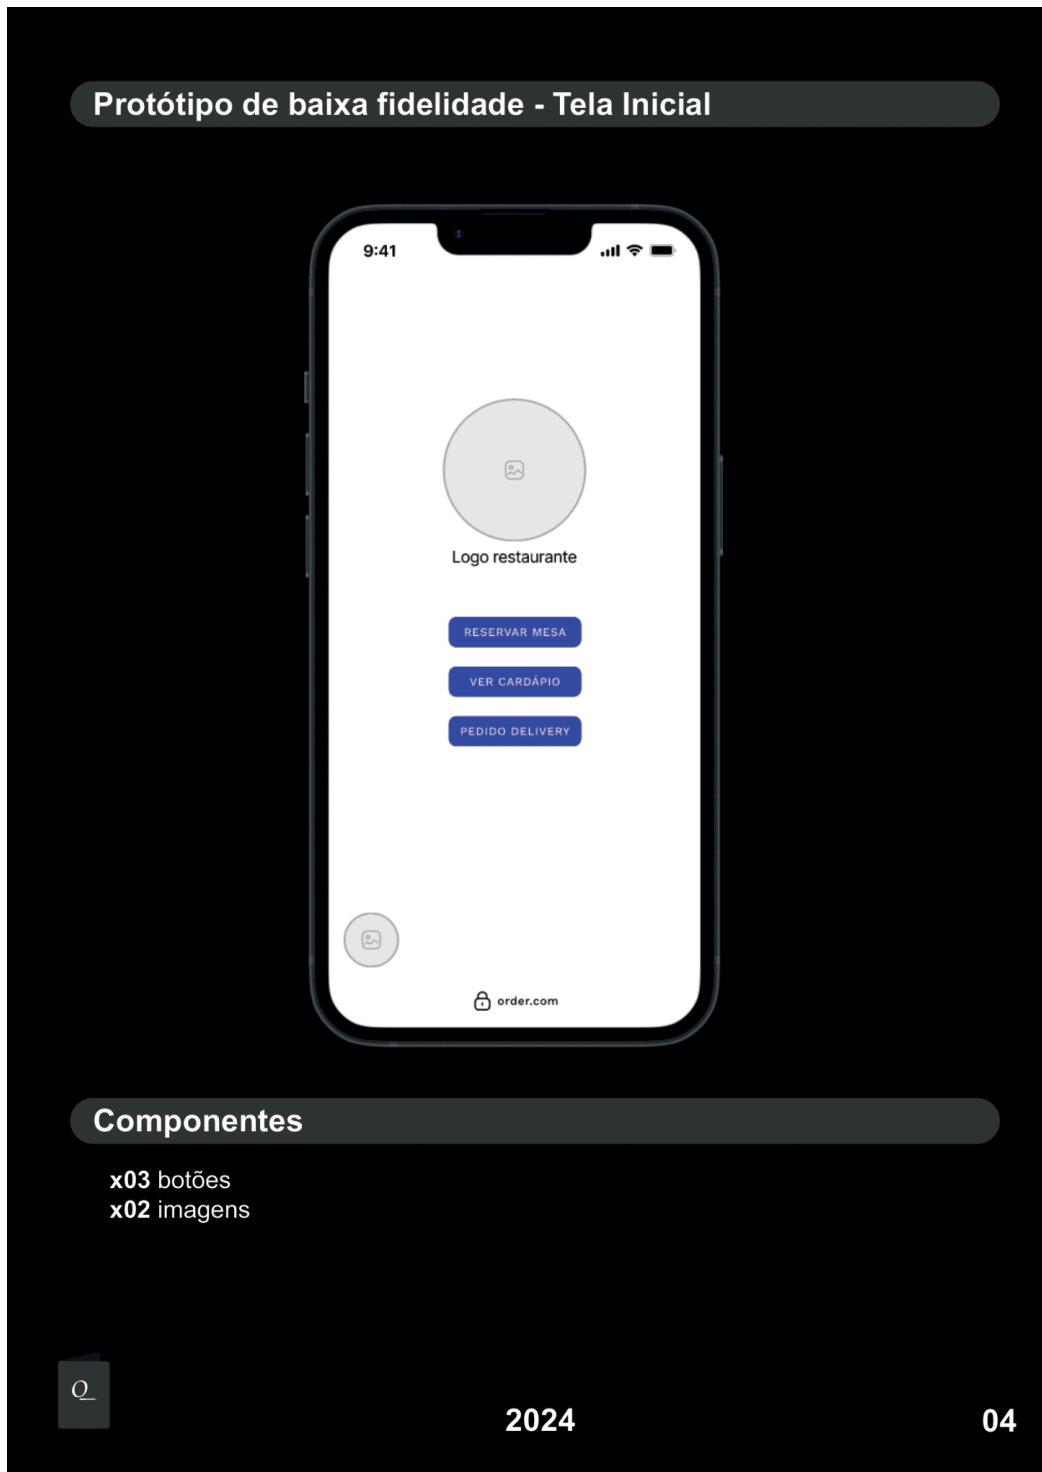 Protótipo de baixa fidelidade - Tela Inicial
9:41
Logo restaurante
RESERVAR MESA
VER CARDÁPIO
PEDIDO DELIVERY
order.com
Componentes
x03 botões
x02 imagens
O_
2024
04